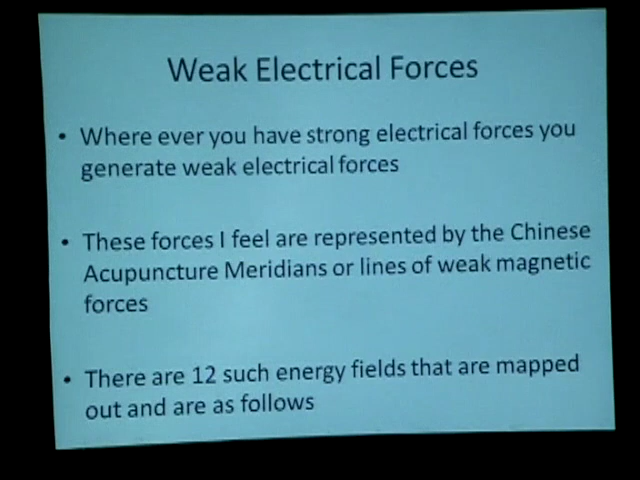 Weak Electrical Forces
• Where ever you have strong electrical forces you
generate weak electrical forces
• These forces I feel are represented by the Chinese
Acupuncture Meridians or lines of weak magnetic
forces
• There are 12 such energy fields that are mapped
out and are as follows